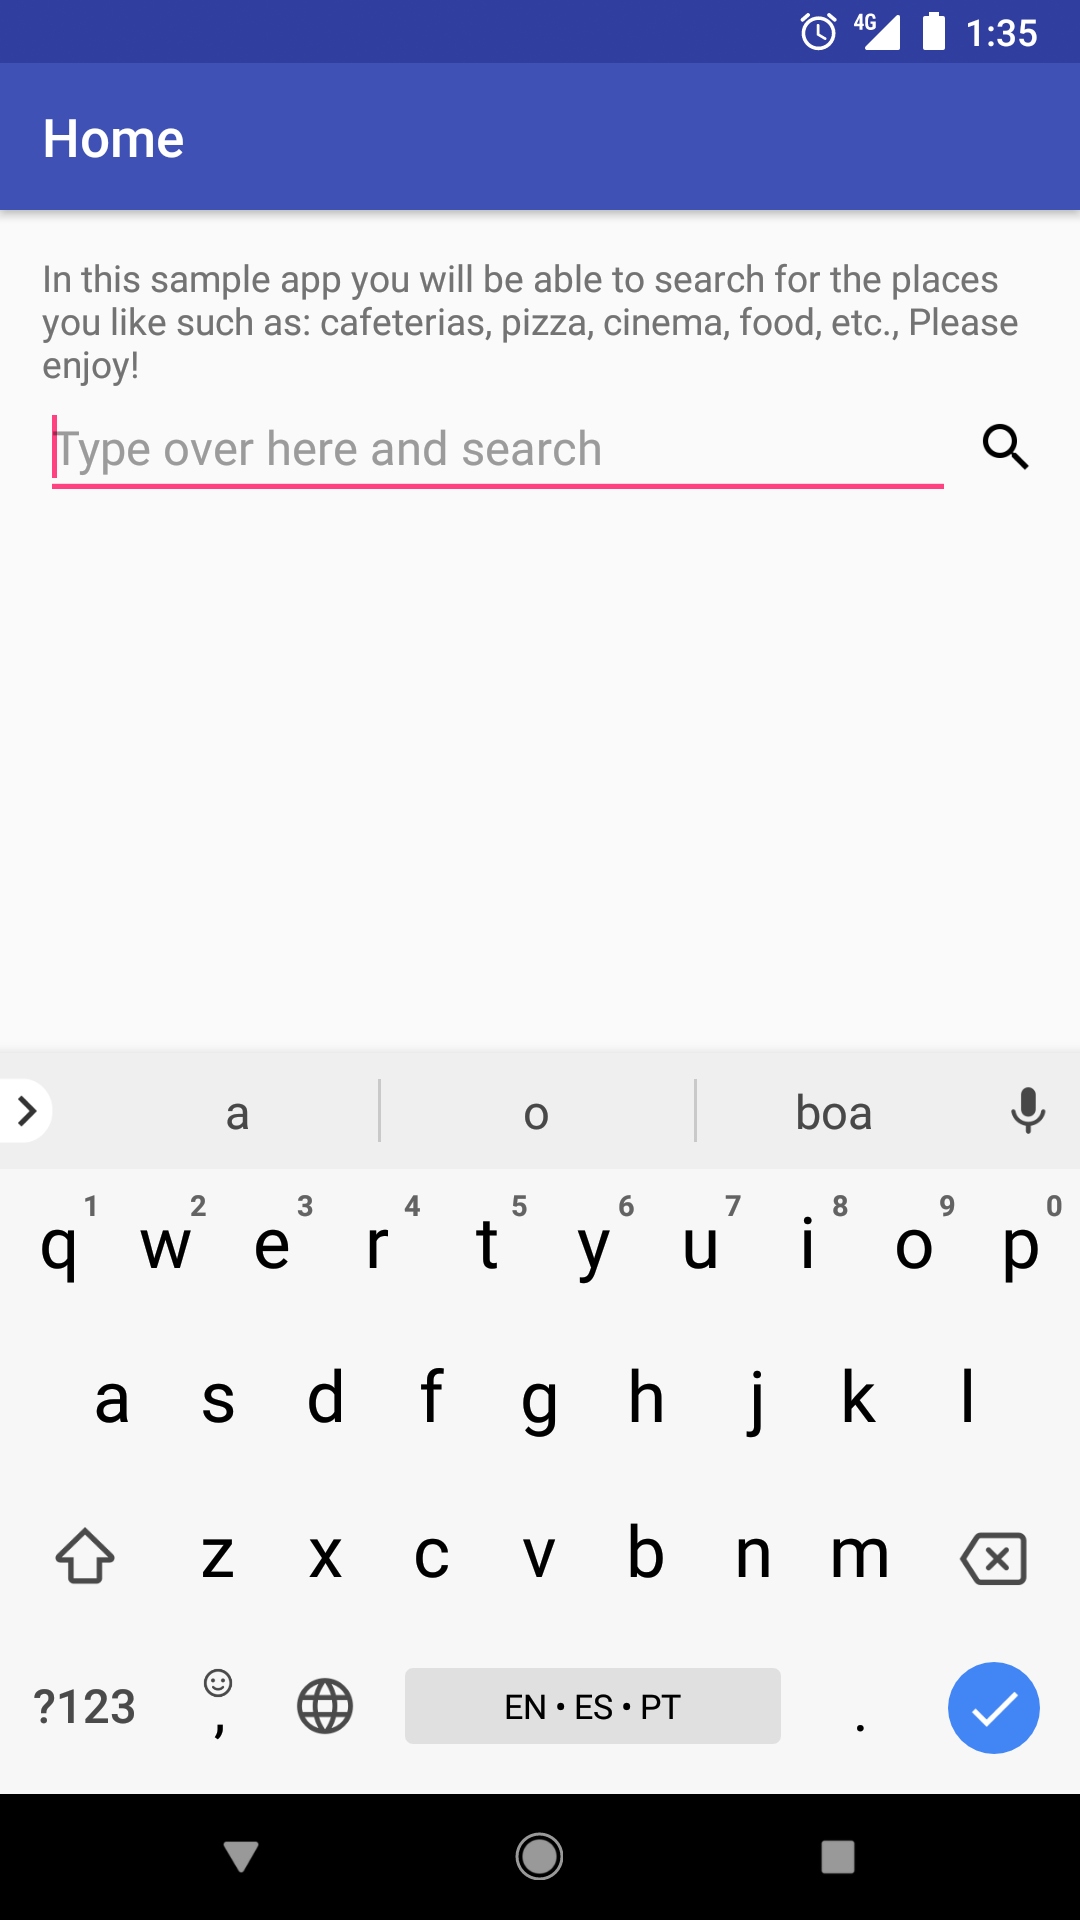 4G 1:35
Home
In this sample app you will be able to search for the places
you like such as: cafeterias, pizza, cinema, food, etc., Please
enjoy!
Type over here and search
a o boa
1 2 3 4 5 6 7 8 9 0
q w e r t y u i o p
a s d f g h j k l
z x c v b n m
?123 , EN • ES • PT .